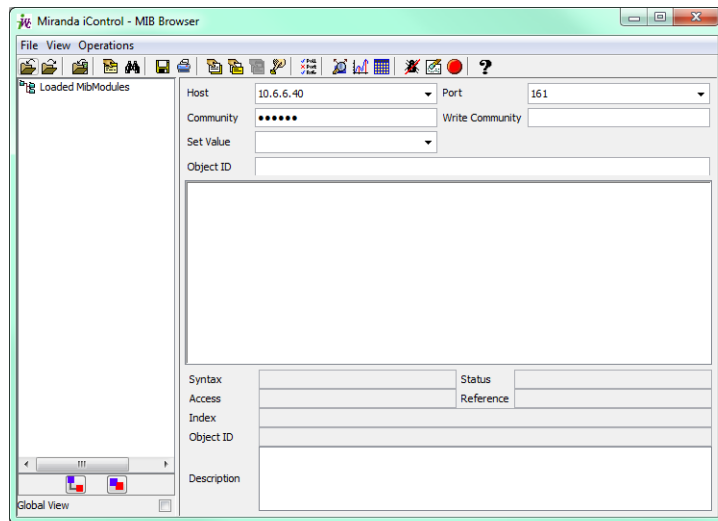 Miranda iControl - MIB Browser
File View Operations
Loaded MibModules
Host 10.6.6.40 Port 161
Community •••••• Write Community
Set Value
Object ID
Syntax Status
Access Reference
Index
Object ID
Description
Global View